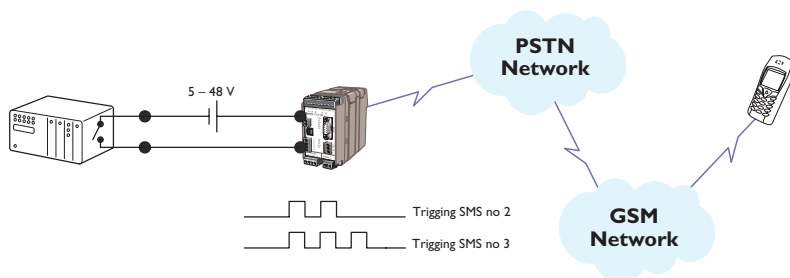 PSTN
Network
5 – 48 V
Trigging SMS no 2
Trigging SMS no 3
GSM
Network